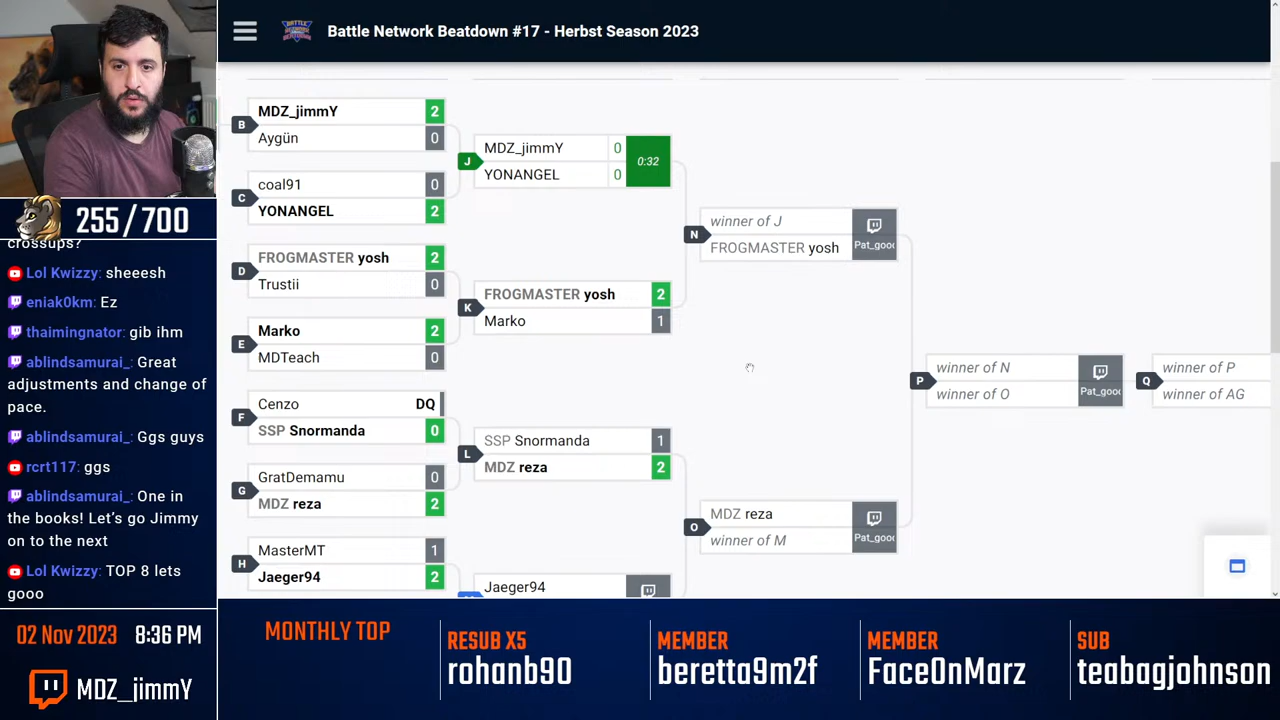 Battle Network Beatdown #17 - Herbst Season 2023
255/700
crossups?
Lol Kwizzy: sheeesh
eniak0km: Ez
thaimingnator: gib ihm
ablindsamurai_: Great
adjustments and change of
pace.
ablindsamurai_: Ggs guys
rcrt117: ggs
ablindsamurai_: One in
the books! Let's go Jimmy
on to the next
Lol Kwizzy: TOP 8 lets
gooo
B
MDZ_jimmY 2
Aygün 0
C
coal91 0
YONANGEL 2
D
FROGMASTER yosh 2
Trustii 0
E
Marko 2
MDTeach 0
F
Cenzo DQ
SSP Snormanda 0
G
GratDemamu 0
MDZ reza 2
H
MasterMT 1
Jaeger94 2
J
MDZ_jimmY 0
YONANGEL 0
0:32
K
FROGMASTER yosh 2
Marko 1
L
SSP Snormanda 1
MDZ reza 2
Jaeger94
N
winner of J
FROGMASTER yosh
Pat_good
O
MDZ reza
winner of M
Pat_good
P
winner of N
winner of O
Pat_good
Q
winner of P
winner of AG
02 Nov 2023 8:36 PM
MDZ_jimmY
MONTHLY TOP
RESUB X5
rohanb90
MEMBER
beretta9m2f
MEMBER
FaceOnMarz
SUB
teabagjohnson